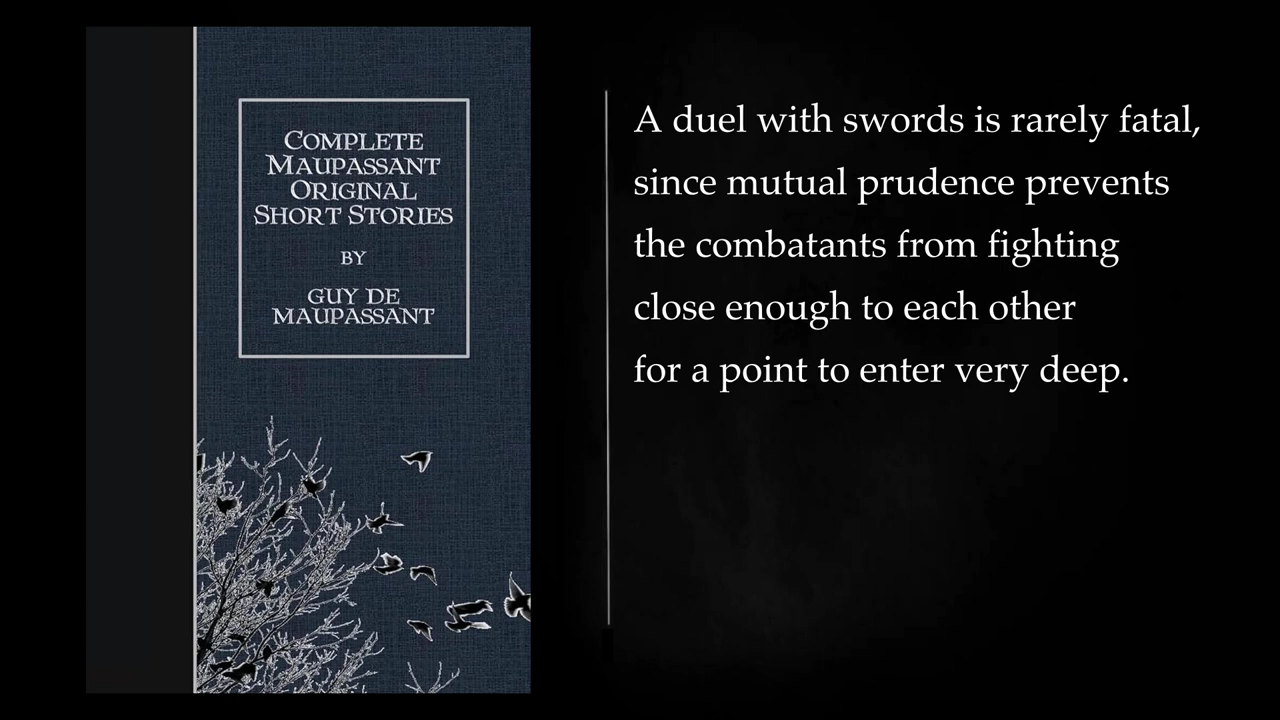 COMPLETE
MAUPASSANT
ORIGINAL
SHORT STORIES
BY
GUY DE
MAUPASSANT
A duel with swords is rarely fatal,
since mutual prudence prevents
the combatants from fighting
close enough to each other
for a point to enter very deep.